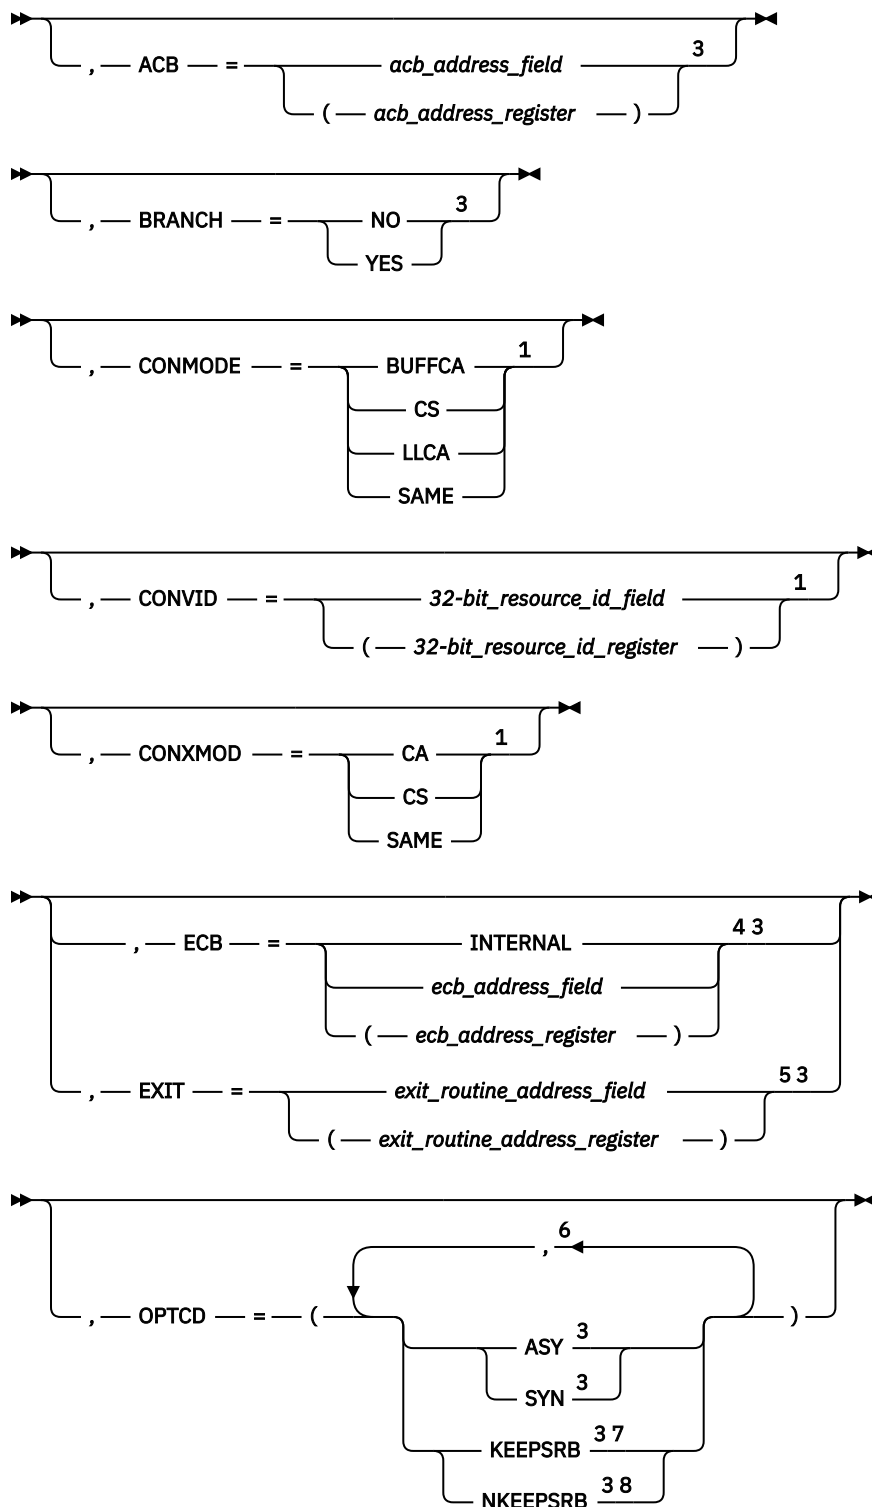 , ACB = acb_address_field 3
( acb_address_register )
, BRANCH = NO 3
YES
, CONMODE = BUFFCA 1
CS
LLCA
SAME
, CONVID = 32-bit_resource_id_field 1
( 32-bit_resource_id_register )
, CONXMOD = CA 1
CS
SAME
, ECB = INTERNAL 4 3
ecb_address_field
( ecb_address_register )
, EXIT = exit_routine_address_field 5 3
( exit_routine_address_register )
, 6
, OPTCD = ( )
ASY 3
SYN 3
KEEPSRB 3 7
NKEEPSRB 3 8